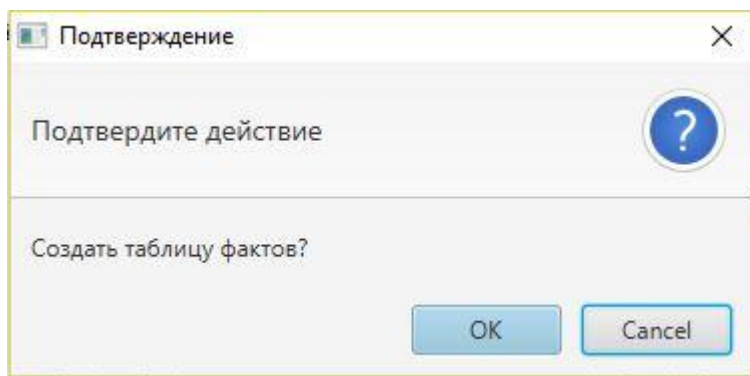 Подтверждение
Подтвердите действие
?
Создать таблицу фактов?
OK
Cancel